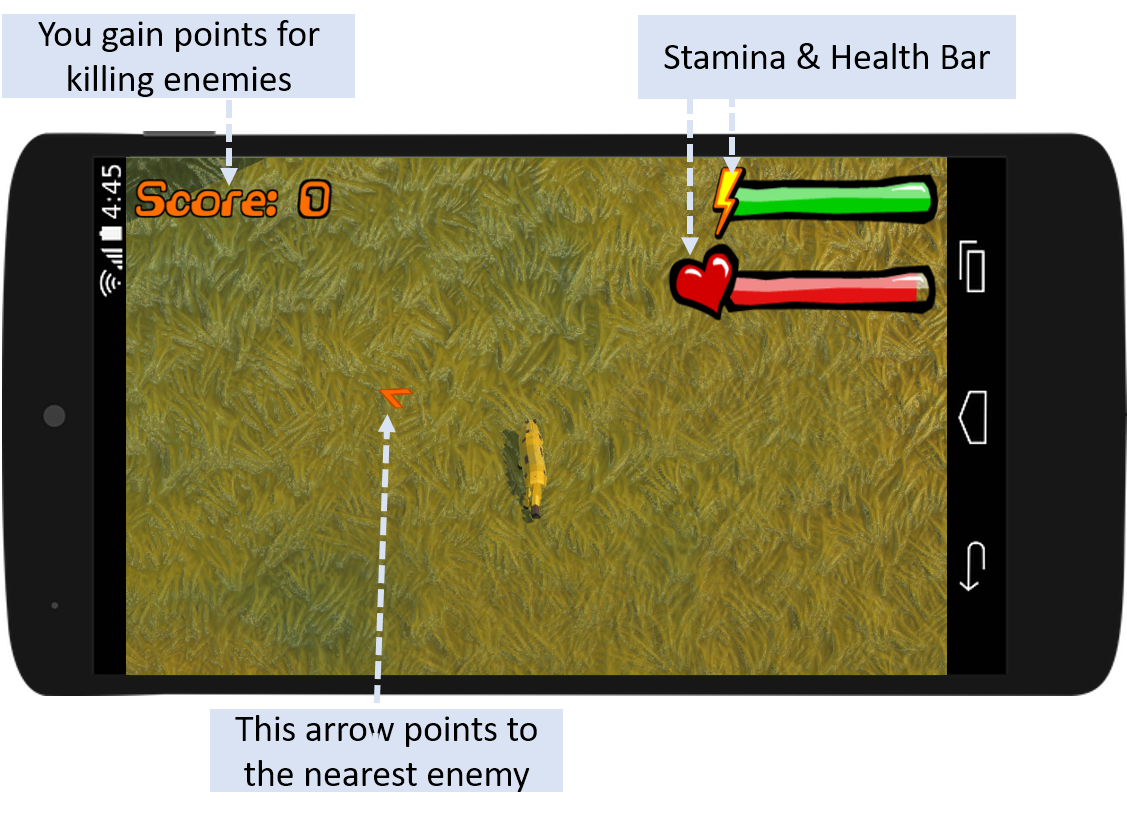 You gain points for
killing enemies
Stamina & Health Bar
4:45
Score: 0
This arrow points to
the nearest enemy